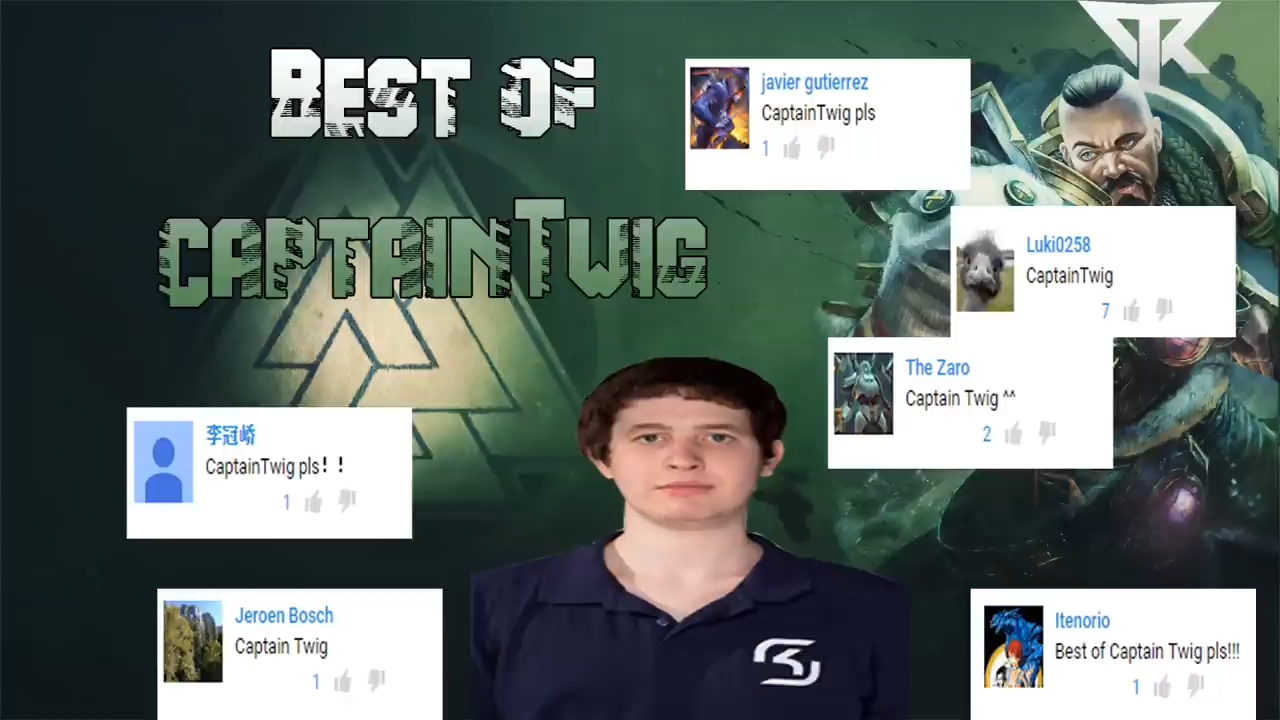 BEST OF
CAPTAINTWIG
javier gutierrez
CaptainTwig pls
1
Luki0258
CaptainTwig
7
The Zaro
Captain Twig ^^
2
李冠峤
CaptainTwig pls！！
1
Jeroen Bosch
Captain Twig
1
Itenorio
Best of Captain Twig pls!!!
1